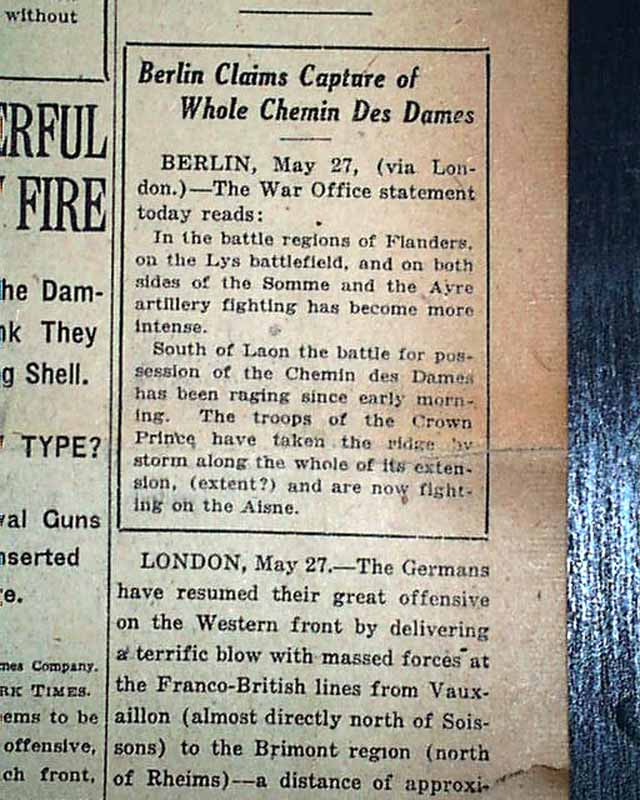 without
ERFUL
FIRE
he Dam-
nk They
g Shell.
TYPE?
val Guns
nserted
e.
mes Company.
RK TIMES.
ems to be
offensive,
ch front,
Berlin Claims Capture of
Whole Chemin Des Dames
BERLIN, May 27, (via Lon-
don.)—The War Office statement
today reads:
In the battle regions of Flanders,
on the Lys battlefield, and on both
sides of the Somme and the Avre
artillery fighting has become more
intense.
South of Laon the battle for pos-
session of the Chemin des Dames
has been raging since early morn-
ing. The troops of the Crown
Prince have taken the ridge by
storm along the whole of its exten-
sion, (extent?) and are now fight-
ing on the Aisne.
LONDON, May 27.—The Germans
have resumed their great offensive
on the Western front by delivering
a terrific blow with massed forces at
the Franco-British lines from Vaux-
aillon (almost directly north of Sois-
sons) to the Brimont region (north
of Rheims)—a distance of approxi-